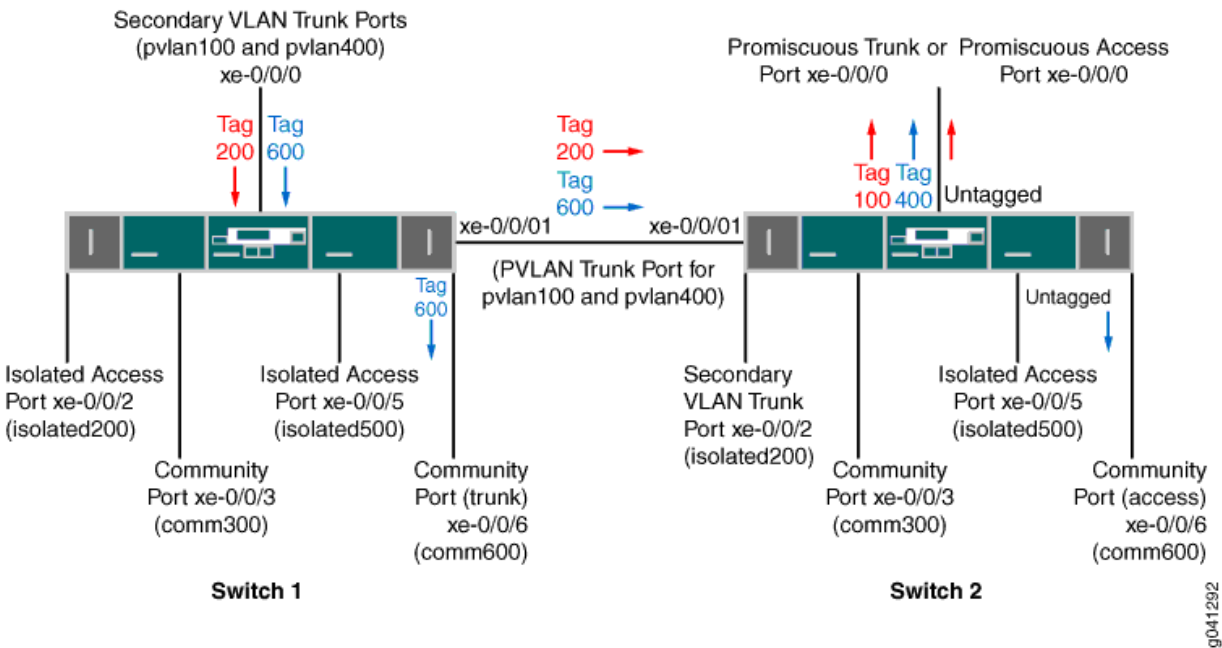 Secondary VLAN Trunk Ports
(pvlan100 and pvlan400)
xe-0/0/0
Promiscuous Trunk or Promiscuous Access
Port xe-0/0/0 Port xe-0/0/0
Tag Tag
200 600
Tag
200
Tag
600
Tag Tag
100 400
Untagged
xe-0/0/01 xe-0/0/01
(PVLAN Trunk Port for
pvlan100 and pvlan400)
Tag
600
Untagged
Isolated Access
Port xe-0/0/2
(isolated200)
Isolated Access
Port xe-0/0/5
(isolated500)
Secondary
VLAN Trunk
Port xe-0/0/2
(isolated200)
Isolated Access
Port xe-0/0/5
(isolated500)
Community
Port xe-0/0/3
(comm300)
Community
Port (trunk)
xe-0/0/6
(comm600)
Community
Port xe-0/0/3
(comm300)
Community
Port (access)
xe-0/0/6
(comm600)
Switch 1
Switch 2
g041292